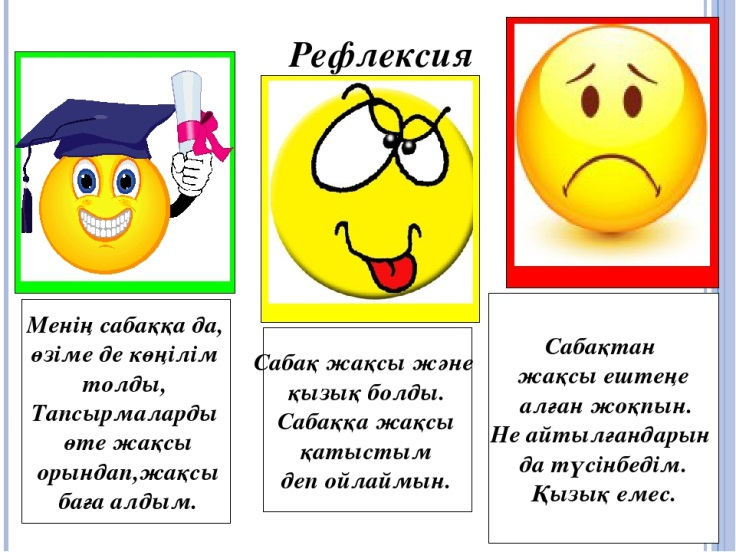 Рефлексия
Менің сабаққа да,
өзіме де көңілім
толды,
Тапсырмаларды
өте жақсы
орындап,жақсы
баға алдым.
Сабақ жақсы және
қызық болды.
Сабаққа жақсы
қатыстым
деп ойлаймын.
Сабақтан
жақсы ештеңе
алған жоқпын.
Не айтылғандарын
да түсінбедім.
Қызық емес.